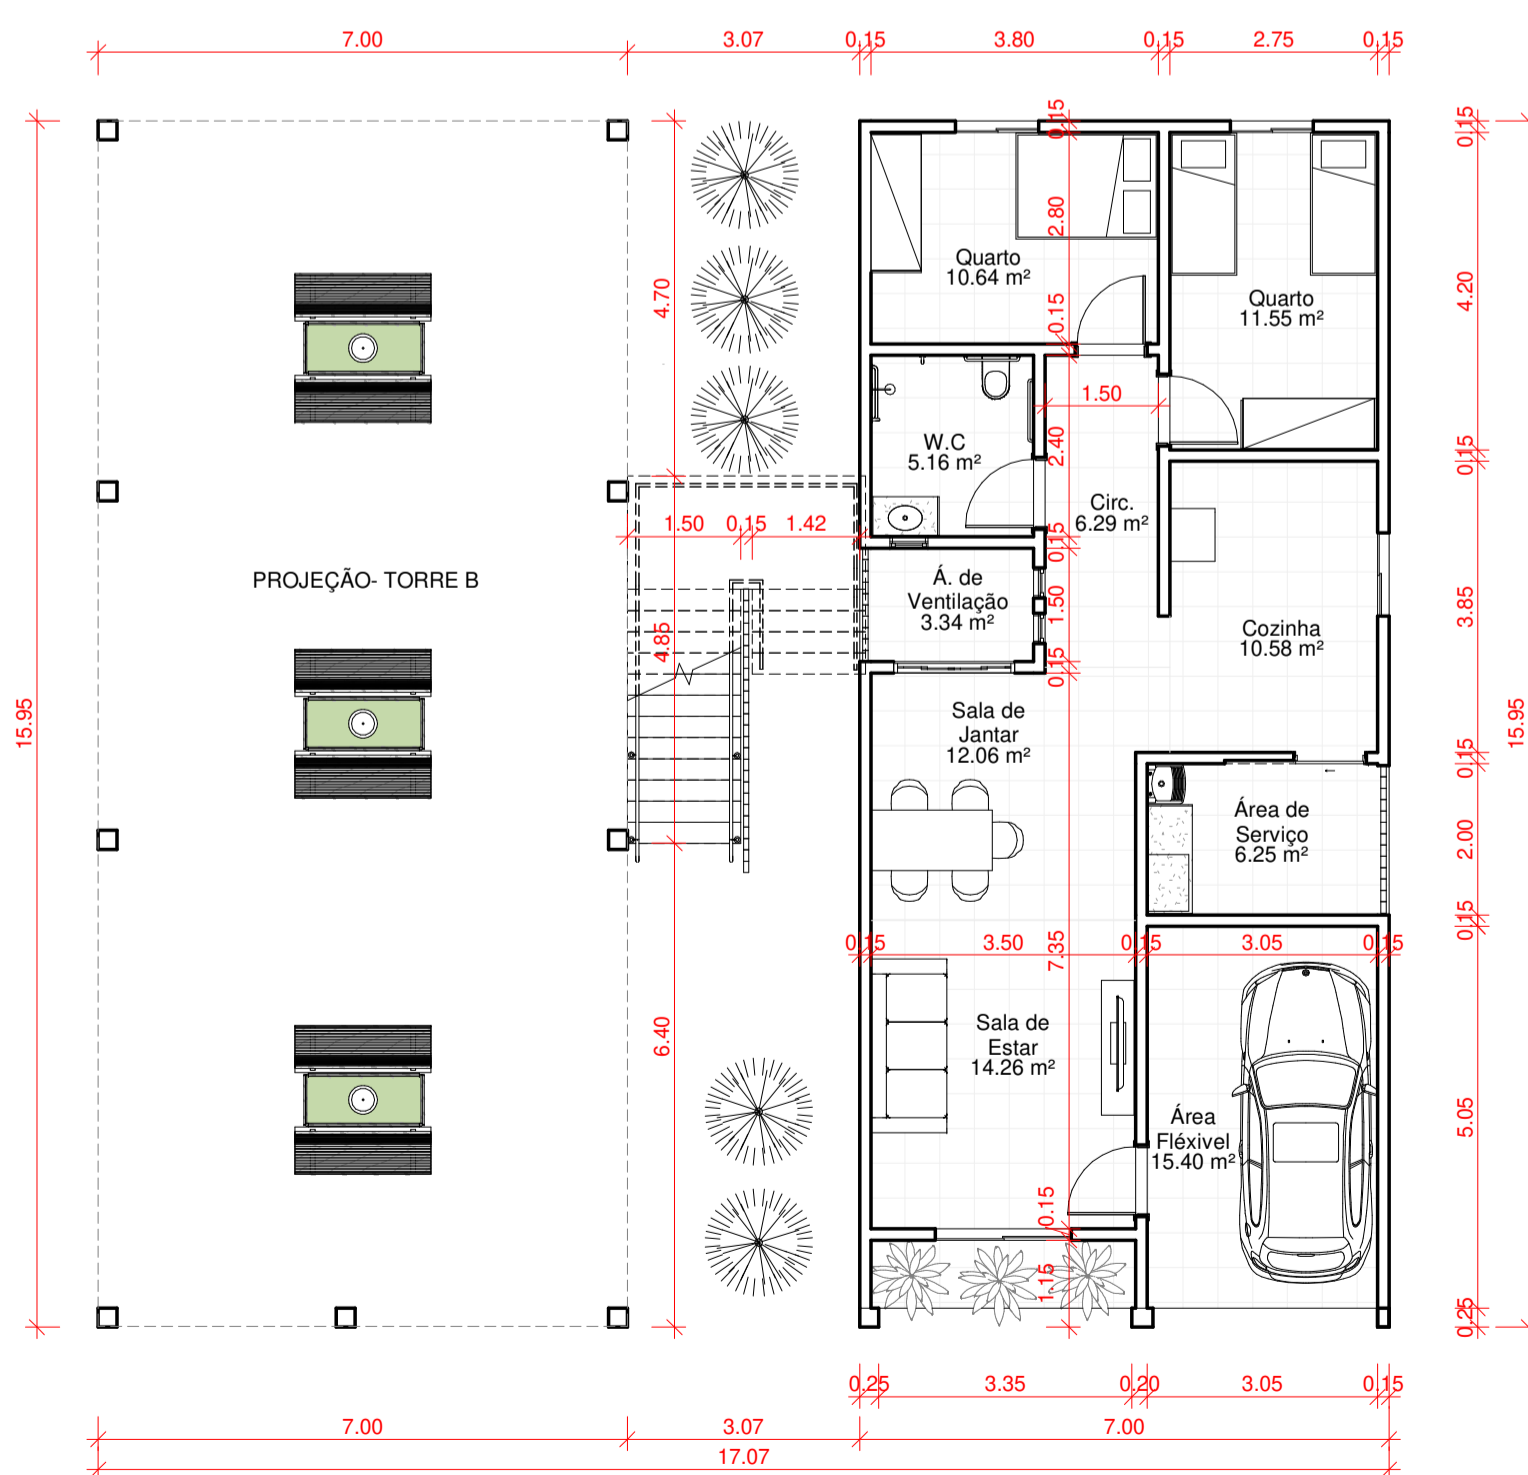 7.00
3.07
0.15
3.80
0.15
2.75
0.15
0.15
0.15
2.80
4.70
4.20
Quarto
10.64 m²
Quarto
11.55 m²
0.15
1.50
2.40
W.C
5.16 m²
0.15
Circ.
6.29 m²
1.50
0.15
1.42
0.15
PROJEÇÃO- TORRE B
Á. de
Ventilação
3.34 m²
1.50
3.85
Cozinha
10.58 m²
4.85
0.15
15.95
15.95
Sala de
Jantar
12.06 m²
0.15
Área de
Serviço
6.25 m²
2.00
0.15
0.15
3.50
7.35
0.15
3.05
0.15
6.40
Sala de
Estar
14.26 m²
5.05
Área
Fléxivel
15.40 m²
0.15
1.15
0.25
0.25
3.35
0.20
3.05
0.15
7.00
3.07
7.00
17.07